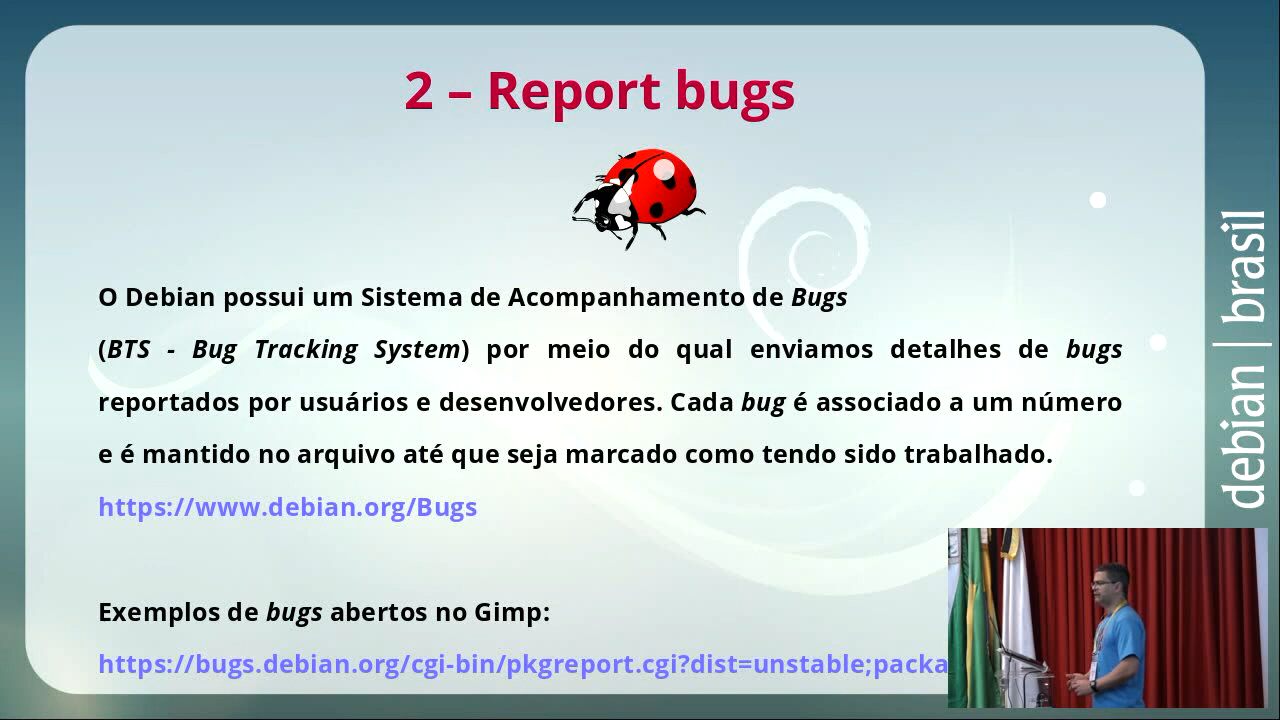 2 – Report bugs
O Debian possui um Sistema de Acompanhamento de Bugs
(BTS - Bug Tracking System) por meio do qual enviamos detalhes de bugs
reportados por usuários e desenvolvedores. Cada bug é associado a um número
e é mantido no arquivo até que seja marcado como tendo sido trabalhado.
https://www.debian.org/Bugs
Exemplos de bugs abertos no Gimp:
https://bugs.debian.org/cgi-bin/pkgreport.cgi?dist=unstable;packa
debian | brasil